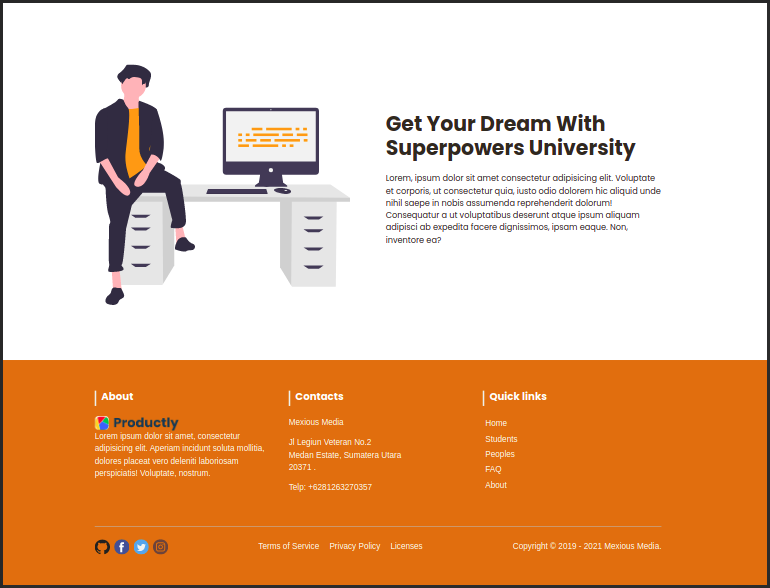 Get Your Dream With
Superpowers University
Lorem, ipsum dolor sit amet consectetur adipisicing elit. Voluptate
et corporis, ut consectetur quia, iusto odio dolorem hic aliquid unde
nihil saepe in nobis assumenda reprehenderit dolorum!
Consequatur a ut voluptatibus deserunt atque ipsum aliquam
adipisci ab expedita facere dignissimos, ipsam eaque. Non,
inventore ea?
About
Productly
Lorem ipsum dolor sit amet, consectetur
adipisicing elit. Aperiam incidunt soluta mollitia,
dolores placeat vero deleniti laboriosam
perspiciatis! Voluptate, nostrum.
Contacts
Mexious Media
Jl Legiun Veteran No.2
Medan Estate, Sumatera Utara
20371 .
Telp: +6281263270357
Quick links
Home
Students
Peoples
FAQ
About
Terms of Service Privacy Policy Licenses
Copyright © 2019 - 2021 Mexious Media.